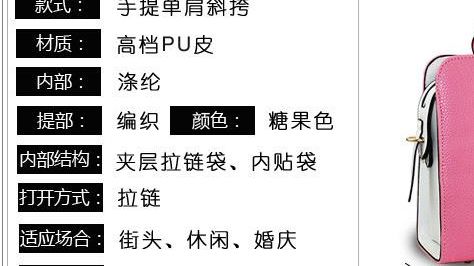 款式： 手提单肩斜挎
材质： 高档PU皮
内部： 涤纶
提部： 编织 颜色： 糖果色
内部结构： 夹层拉链袋、内贴袋
打开方式： 拉链
适应场合： 街头、休闲、婚庆